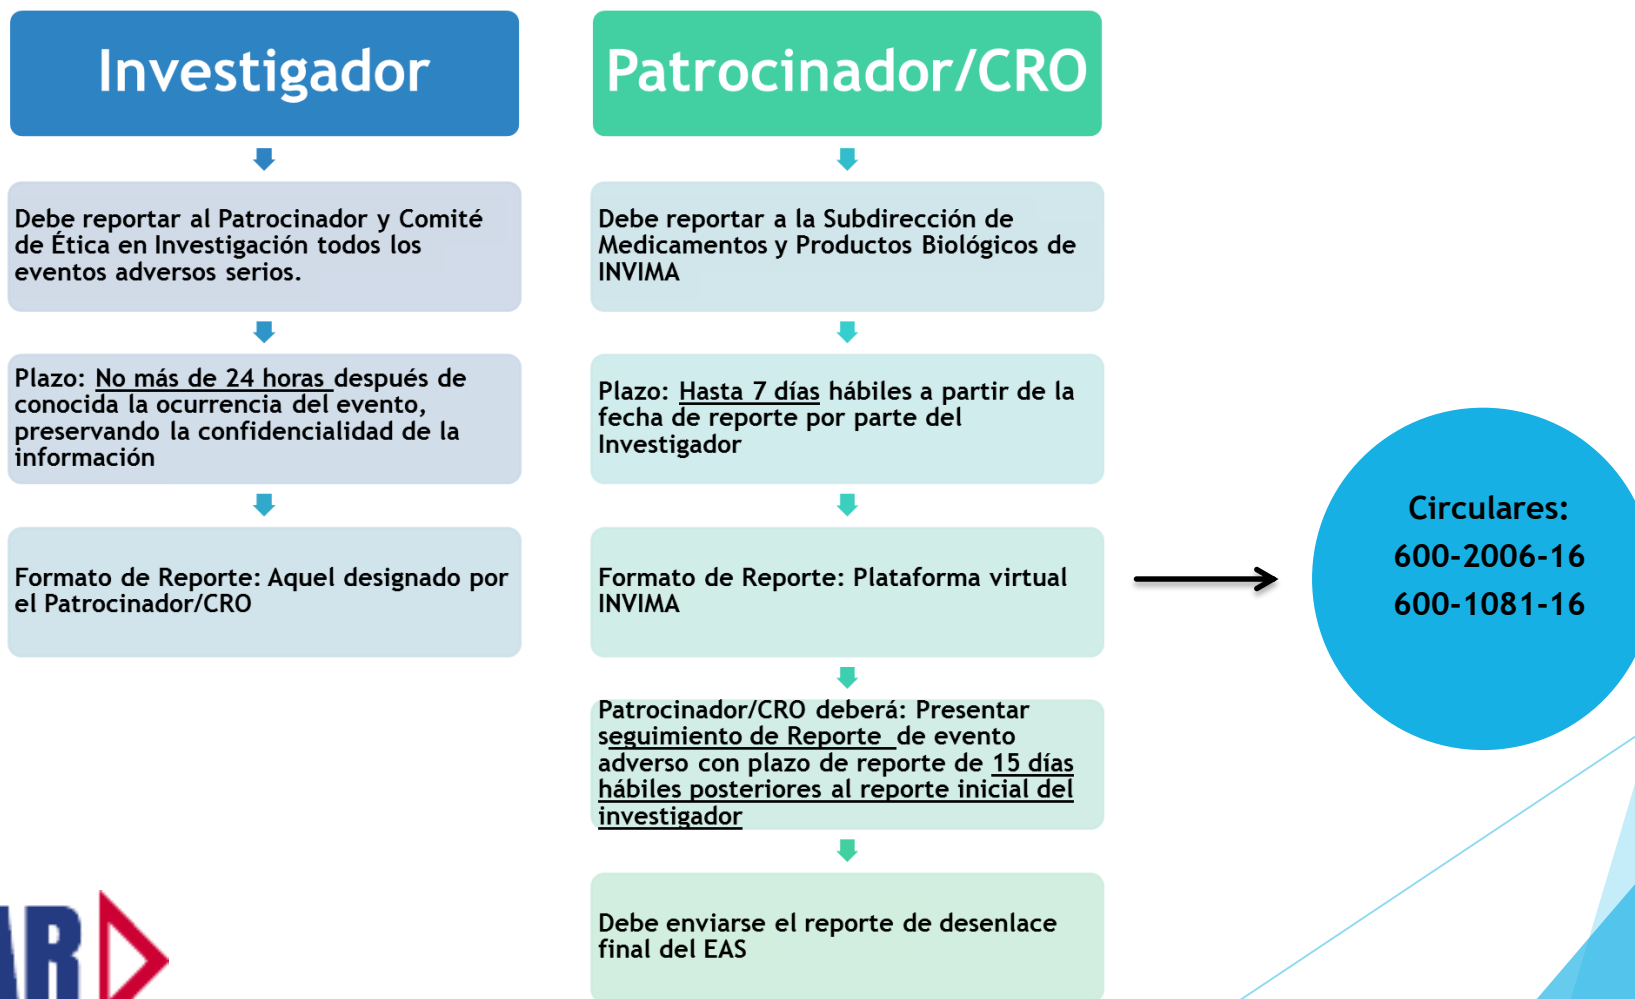 Investigador
Debe reportar al Patrocinador y Comité
de Ética en Investigación todos los
eventos adversos serios.
Plazo: No más de 24 horas después de
conocida la ocurrencia del evento,
preservando la confidencialidad de la
información
Formato de Reporte: Aquel designado por
el Patrocinador/CRO
Patrocinador/CRO
Debe reportar a la Subdirección de
Medicamentos y Productos Biológicos de
INVIMA
Plazo: Hasta 7 días hábiles a partir de la
fecha de reporte por parte del
Investigador
Formato de Reporte: Plataforma virtual
INVIMA
Patrocinador/CRO deberá: Presentar
seguimiento de Reporte de evento
adverso con plazo de reporte de 15 días
hábiles posteriores al reporte inicial del
investigador
Debe enviarse el reporte de desenlace
final del EAS
Circulares:
600-2006-16
600-1081-16
AR